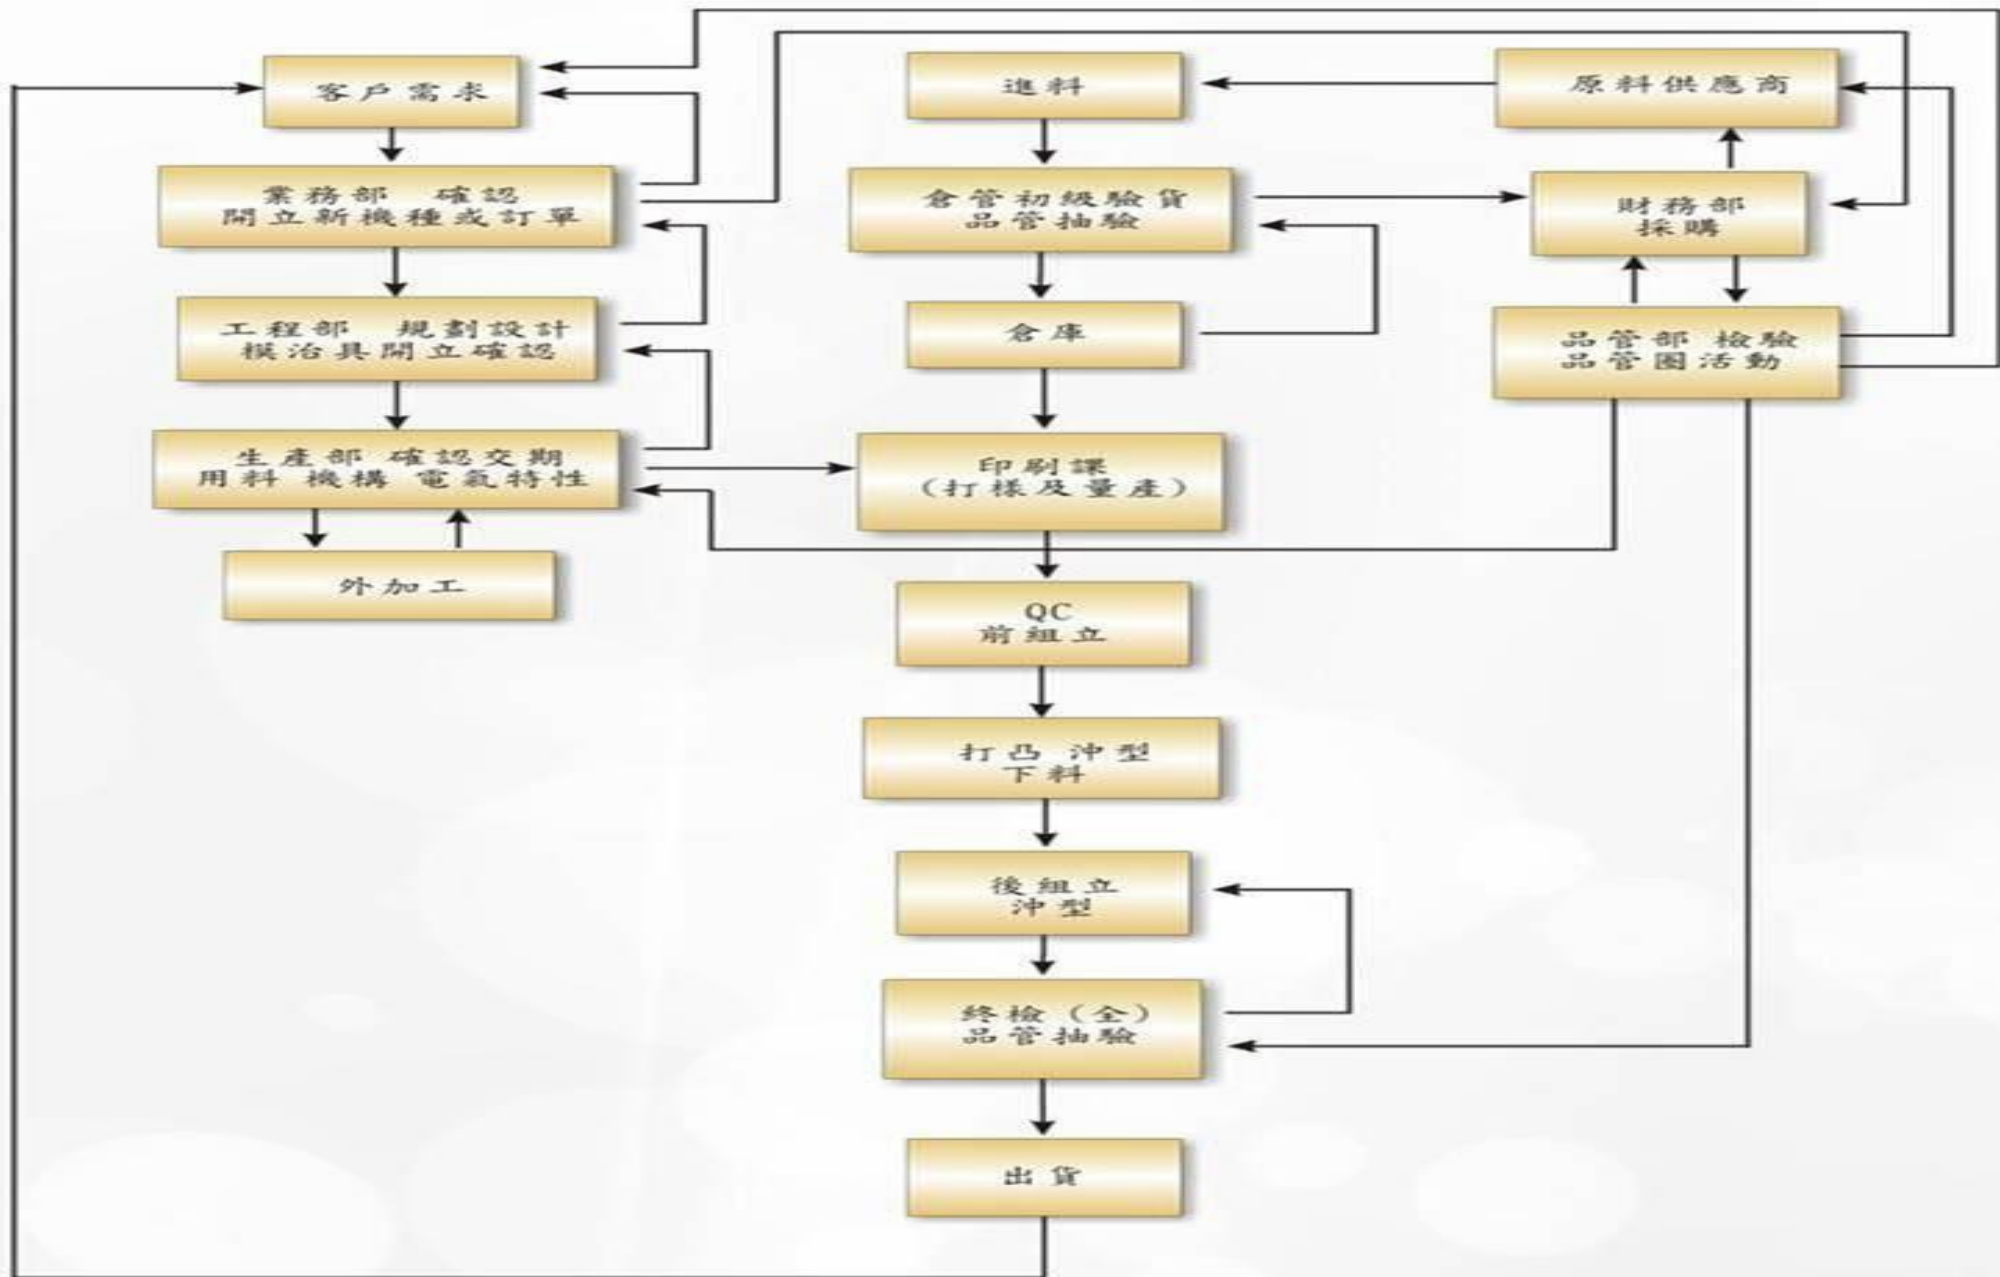 客戶需求
業務部 確認
開立新機種或訂單
工程部 規劃設計
模治具開立確認
生產部 確認交期
用料 機構 電氣特性
外加工
進料
倉管初級驗貨
品管抽驗
倉庫
印刷課
（打樣及量產）
QC
前組立
打凸 沖型
下料
後組立
沖型
終檢（全）
品管抽驗
出貨
原料供應商
財務部
採購
品管部 檢驗
品管圈活動